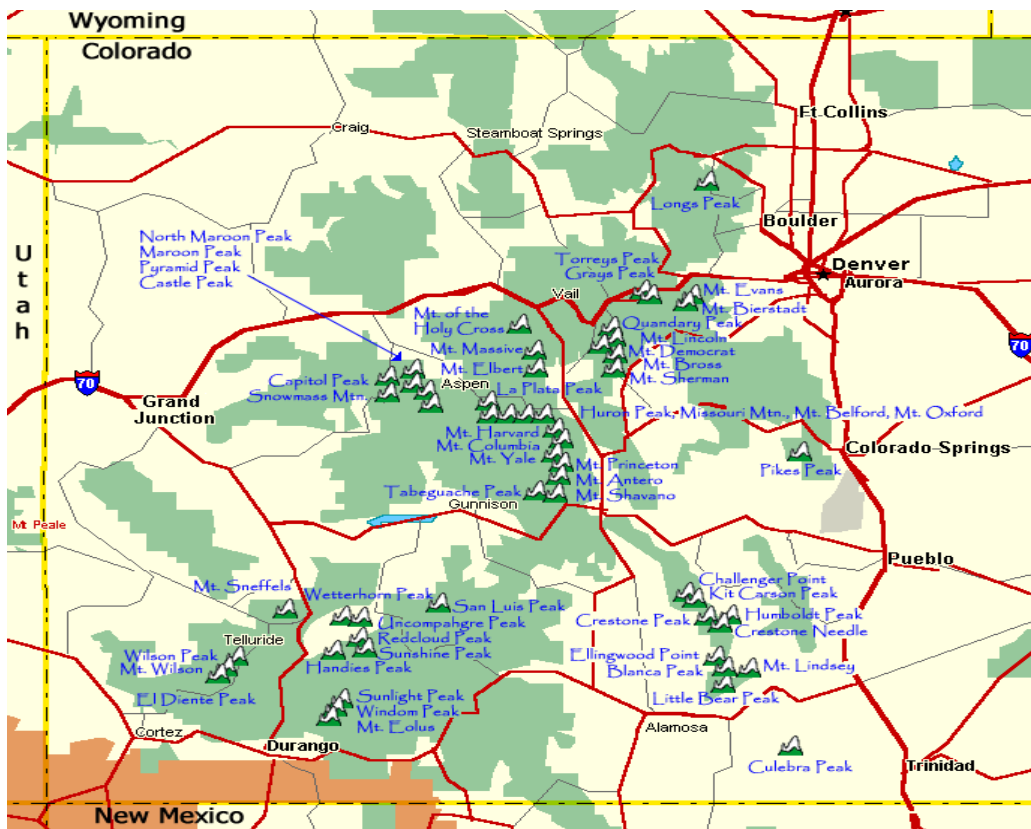 Wyoming
Colorado
Ft Collins
Craig
Steamboat Springs
Longs Peak
Boulder
Utah
North Maroon Peak
Maroon Peak
Pyramid Peak
Castle Peak
Torreys Peak
Grays Peak
Denver
Aurora
Vail
Mt. Evans
Mt. Bierstadt
Mt. of the
Holy Cross
Quandary Peak
Mt. Lincoln
Mt. Democrat
Mt. Bross
Mt. Sherman
70
70
Mt. Massive
Mt. Elbert
Capitol Peak
Snowmass Mtn.
Aspen
La Plata Peak
Grand
Junction
Huron Peak, Missouri Mtn., Mt. Belford, Mt. Oxford
Mt. Harvard
Mt. Columbia
Mt. Yale
Colorado Springs
Pikes Peak
Mt. Princeton
Mt. Antero
Mt. Shavano
Tabeguache Peak
Gunnison
Mt Peale
Pueblo
Mt. Sneffels
Wetterhorn Peak
San Luis Peak
Uncompahgre Peak
Redcloud Peak
Sunshine Peak
Handies Peak
Challenger Point
Kit Carson Peak
Humboldt Peak
Crestone Peak
Crestone Needle
Telluride
Wilson Peak
Mt. Wilson
El Diente Peak
Ellingwood Point
Blanca Peak
Mt. Lindsey
Little Bear Peak
Sunlight Peak
Windom Peak
Mt. Eolus
Cortez
Durango
Alamosa
Culebra Peak
Trinidad
New Mexico